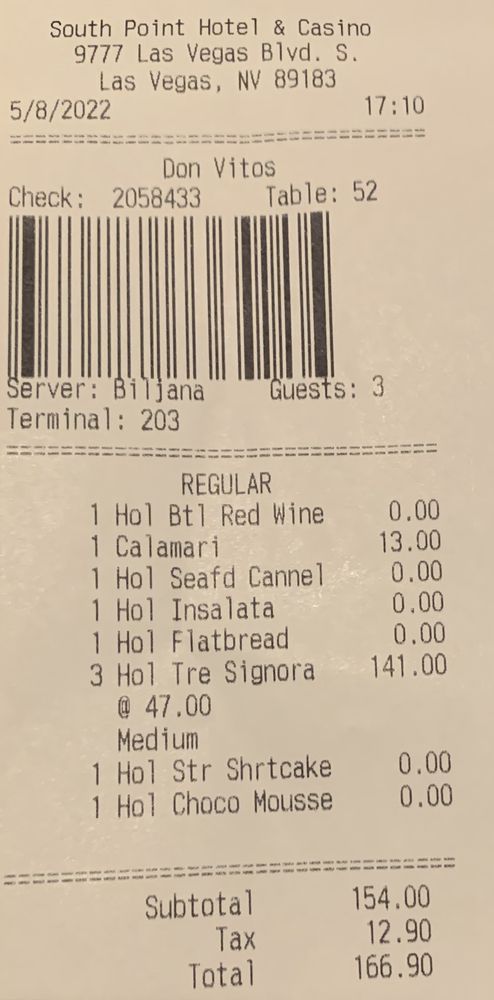 South Point Hotel & Casino
9777 Las Vegas Blvd. S.
Las Vegas, NV 89183
5/8/2022 17:10
Don Vitos
Check: 2058433 Table: 52
Server: Biljana Guests: 3
Terminal: 203
REGULAR
1 Hol Btl Red Wine 0.00
1 Calamari 13.00
1 Hol Seafd Cannel 0.00
1 Hol Insalata 0.00
1 Hol Flatbread 0.00
3 Hol Tre Signora 141.00
@ 47.00
Medium
1 Hol Str Shrtcake 0.00
1 Hol Choco Mousse 0.00
Subtotal 154.00
Tax 12.90
Total 166.90